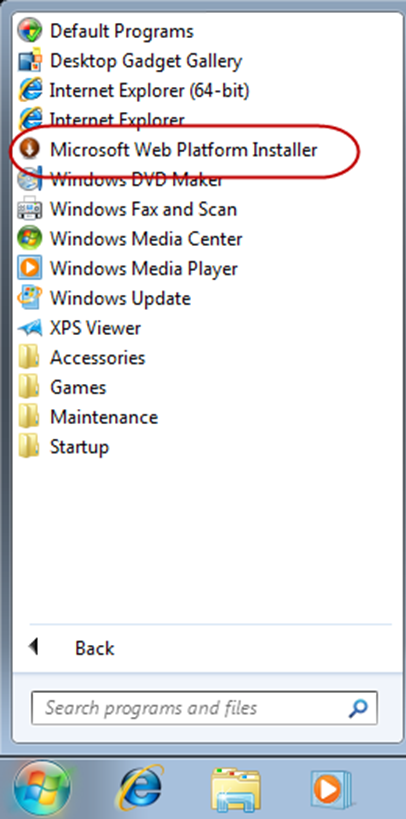 Default Programs
Desktop Gadget Gallery
Internet Explorer (64-bit)
Internet Explorer
Microsoft Web Platform Installer
Windows DVD Maker
Windows Fax and Scan
Windows Media Center
Windows Media Player
Windows Update
XPS Viewer
Accessories
Games
Maintenance
Startup
Back
Search programs and files